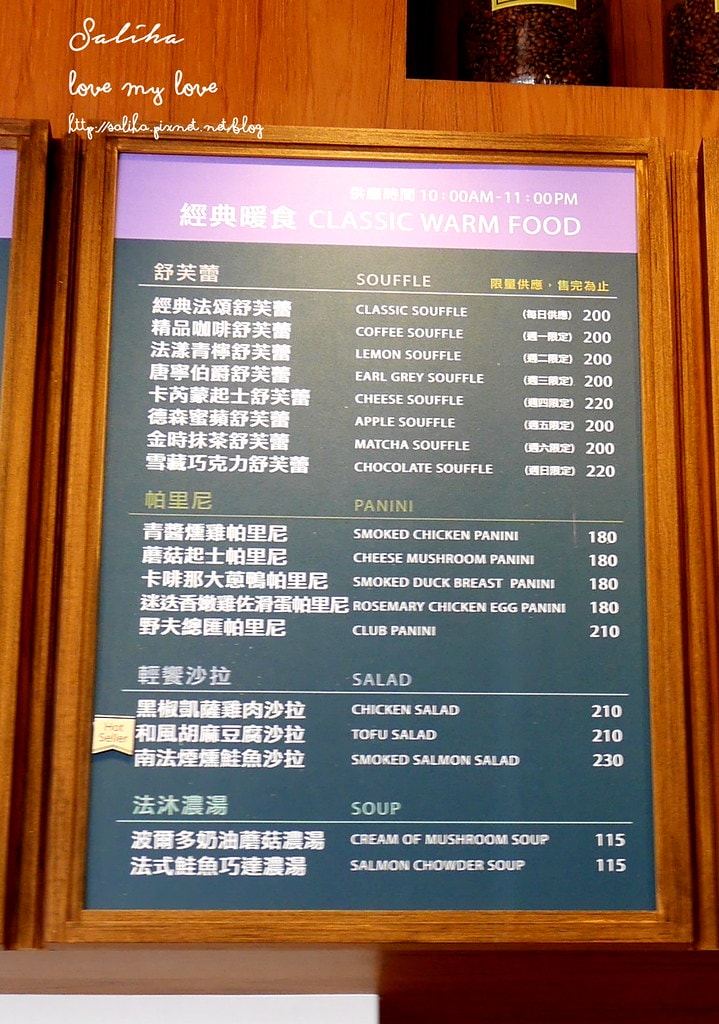 Saliha
love my love
http://saliha.pixnet.net/blog
供應時間 10:00AM-11:00PM
經典暖食 CLASSIC WARM FOOD
舒芙蕾 SOUFFLE 限量供應，售完為止
經典法頌舒芙蕾 CLASSIC SOUFFLE (每日供應) 200
精品咖啡舒芙蕾 COFFEE SOUFFLE (週一限定) 200
法漾青檸舒芙蕾 LEMON SOUFFLE (週二限定) 200
唐寧伯爵舒芙蕾 EARL GREY SOUFFLE (週三限定) 200
卡芮蒙起士舒芙蕾 CHEESE SOUFFLE (週四限定) 220
德森蜜蘋舒芙蕾 APPLE SOUFFLE (週五限定) 200
金時抹茶舒芙蕾 MATCHA SOUFFLE (週六限定) 200
雪藏巧克力舒芙蕾 CHOCOLATE SOUFFLE (週日限定) 220
帕里尼 PANINI
青醬燻雞帕里尼 SMOKED CHICKEN PANINI 180
蘑菇起士帕里尼 CHEESE MUSHROOM PANINI 180
卡啡那大蔥鴨帕里尼 SMOKED DUCK BREAST PANINI 180
迷迭香嫩雞佐滑蛋帕里尼 ROSEMARY CHICKEN EGG PANINI 180
野夫總匯帕里尼 CLUB PANINI 210
輕饗沙拉 SALAD
黑椒凱薩雞肉沙拉 CHICKEN SALAD 210
Hot Seller
和風胡麻豆腐沙拉 TOFU SALAD 210
南法煙燻鮭魚沙拉 SMOKED SALMON SALAD 230
法沐濃湯 SOUP
波爾多奶油蘑菇濃湯 CREAM OF MUSHROOM SOUP 115
法式鮭魚巧達濃湯 SALMON CHOWDER SOUP 115